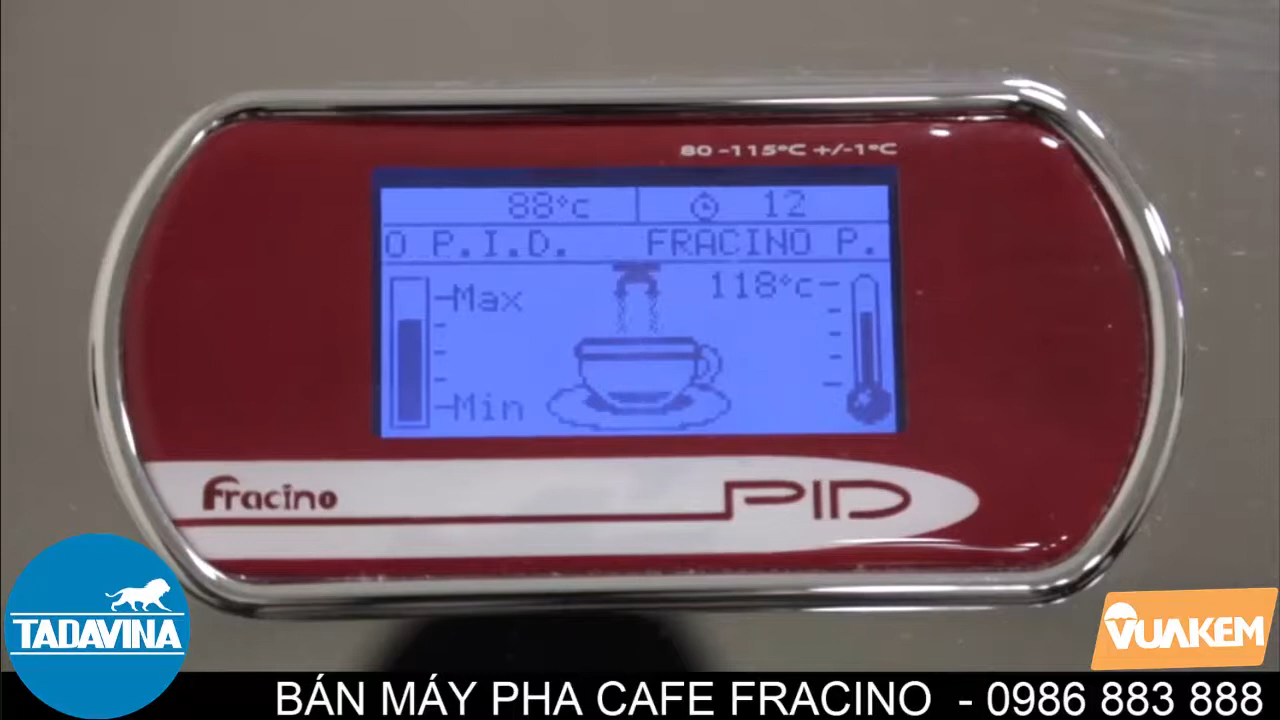 80 -115°C +/-1°C
88°c 12
O P.I.D. FRACINO P.
Max
118°c
Min
Fracino
PID
TADAVINA
VUAKEM
BÁN MÁY PHA CAFE FRACINO - 0986 883 888